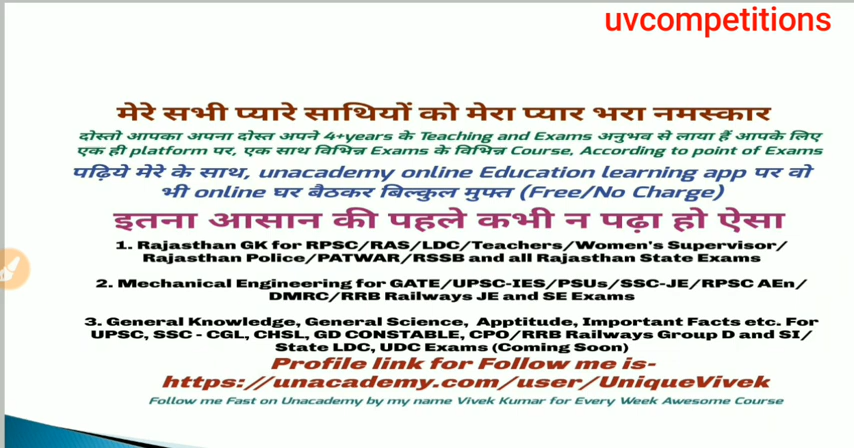 uvcompetitions
मेरे सभी प्यारे साथियों को मेरा प्यार भरा नमस्कार
दोस्तो आपका अपना दोस्त अपने 4+years के Teaching and Exams अनुभव से लाया हैं आपके लिए
एक ही platform पर, एक साथ विभिन्न Exams के विभिन्न Course, According to point of Exams
पढ़िये मेरे के साथ, unacademy online Education learning app पर वो
भी online घर बैठकर बिल्कुल मुफ्त (Free/No Charge)
इतना आसान की पहले कभी न पढ़ा हो ऐसा
1. Rajasthan GK for RPSC/RAS/LDC/Teachers/Women's Supervisor/
Rajasthan Police/PATWAR/RSSB and all Rajasthan State Exams
2. Mechanical Engineering for GATE/UPSC-IES/PSUs/SSC-JE/RPSC AEn/
DMRC/RRB Railways JE and SE Exams
3. General Knowledge, General Science, Apptitude, Important Facts etc. For
UPSC, SSC - CGL, CHSL, GD CONSTABLE, CPO/RRB Railways Group D and SI/
State LDC, UDC Exams (Coming Soon)
Profile link for Follow me is-
https://unacademy.com/user/UniqueVivek
Follow me Fast on Unacademy by my name Vivek Kumar for Every Week Awesome Course